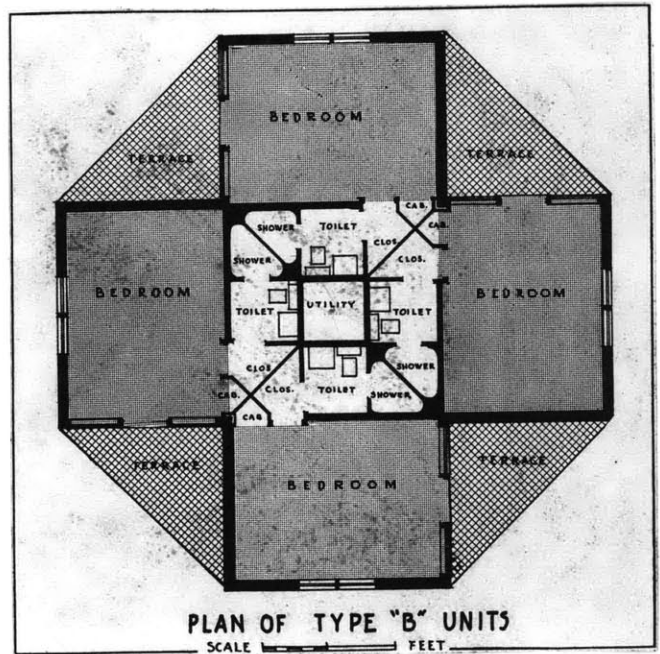 BEDROOM
TERRACE
TERRACE
CAB.
SHOWER
TOILET
CAB.
CLOS.
SHOWER
CLOS.
BEDROOM
BEDROOM
UTILITY
TOILET
TOILET
CLOS
SHOWER
CAB.
CLOS.
TOILET
SHOWER
CAB
TERRACE
TERRACE
BEDROOM
PLAN OF TYPE "B" UNITS
SCALE FEET